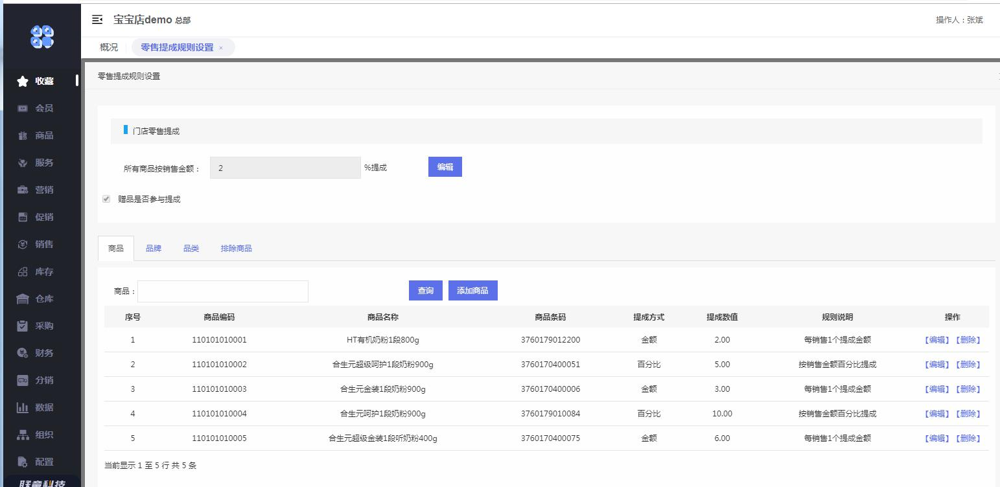 宝宝店demo 总部
操作人：张斌
概况
零售提成规则设置 ×
收藏
会员
商品
服务
营销
促销
销售
库存
仓库
采购
财务
分销
数据
组织
配置
联童科技
零售提成规则设置
门店零售提成
所有商品按销售金额： 2 %提成 编辑
赠品是否参与提成
商品 品牌 品类 排除商品
商品： 查询 添加商品
序号 商品编码 商品名称 商品条码 提成方式 提成数值 规则说明 操作
1 110101010001 HT有机奶粉1段800g 3760179012200 金额 2.00 每销售1个提成金额 【编辑】【删除】
2 110101010002 合生元超级呵护1段奶粉900g 3760170400051 百分比 5.00 按销售金额百分比提成 【编辑】【删除】
3 110101010003 合生元金装1段奶粉900g 3760170400006 金额 3.00 每销售1个提成金额 【编辑】【删除】
4 110101010004 合生元呵护1段奶粉900g 3760179010084 百分比 10.00 按销售金额百分比提成 【编辑】【删除】
5 110101010005 合生元超级金装1段听奶粉400g 3760170400075 金额 6.00 每销售1个提成金额 【编辑】【删除】
当前显示 1 至 5 行 共 5 条